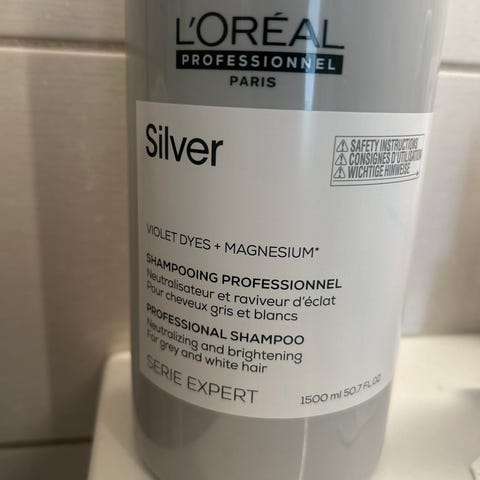 L'ORÉAL
PROFESSIONNEL
PARIS
Silver
SAFETY INSTRUCTIONS
CONSIGNES D'UTILISATION
WICHTIGE HINWEISE
VIOLET DYES + MAGNESIUM*
SHAMPOOING PROFESSIONNEL
Neutralisateur et raviveur d'éclat
Pour cheveux gris et blancs
PROFESSIONAL SHAMPOO
Neutralizing and brightening
For grey and white hair
SERIE EXPERT
1500 ml 50.7 FL.OZ